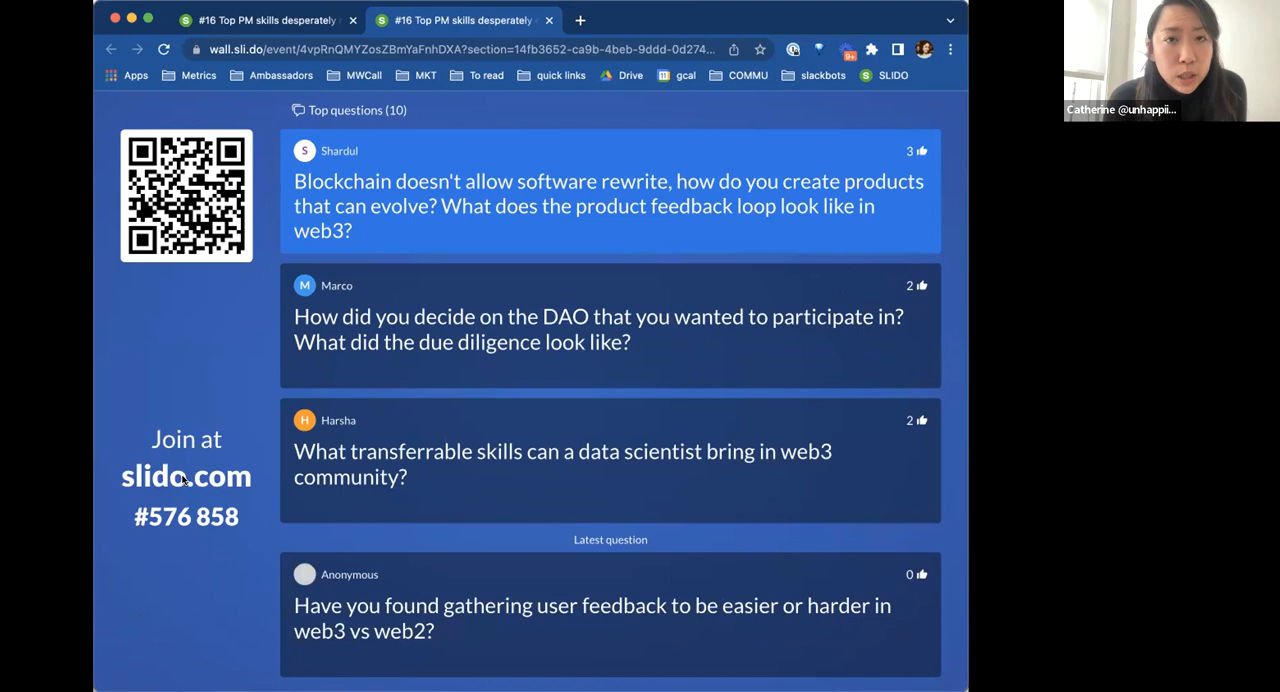 #16 Top PM skills desperately
#16 Top PM skills desperately
wall.sli.do/event/4vpRnQMYZosZBmYaFnhDXA?section=14fb3652-ca9b-4beb-9ddd-0d274...
9+
Apps Metrics Ambassadors MWCall MKT To read quick links Drive gcal COMMU slackbots SLIDO
Catherine @unhappii...
Top questions (10)
S Shardul 3
Blockchain doesn't allow software rewrite, how do you create products
that can evolve? What does the product feedback loop look like in
web3?
M Marco 2
How did you decide on the DAO that you wanted to participate in?
What did the due diligence look like?
H Harsha 2
What transferrable skills can a data scientist bring in web3
community?
Join at
slido.com
#576 858
Latest question
Anonymous 0
Have you found gathering user feedback to be easier or harder in
web3 vs web2?